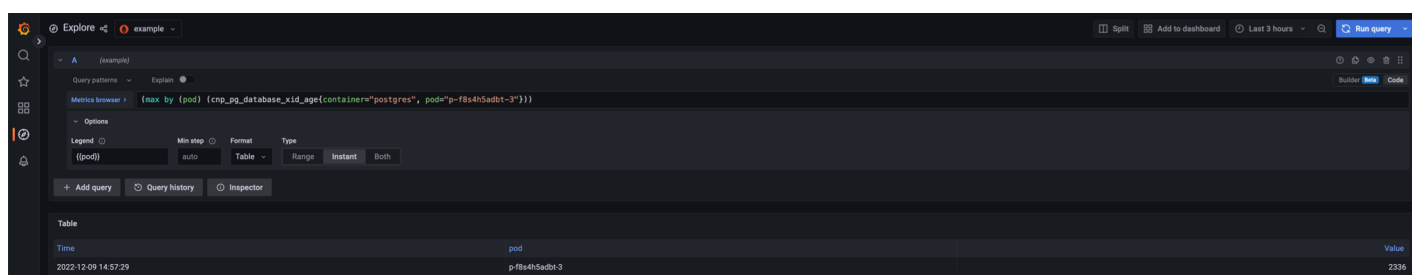 Explore example Split Add to dashboard Last 3 hours Run query
A (example)
Query patterns Explain Builder Beta Code
Metrics browser > (max by (pod) (cnp_pg_database_xid_age{container="postgres", pod="p-f8s4h5adbt-3"}))
Options
Legend Min step Format Type
{{pod}} auto Table Range Instant Both
+ Add query Query history Inspector
Table
Time pod Value
2022-12-09 14:57:29 p-f8s4h5adbt-3 2336